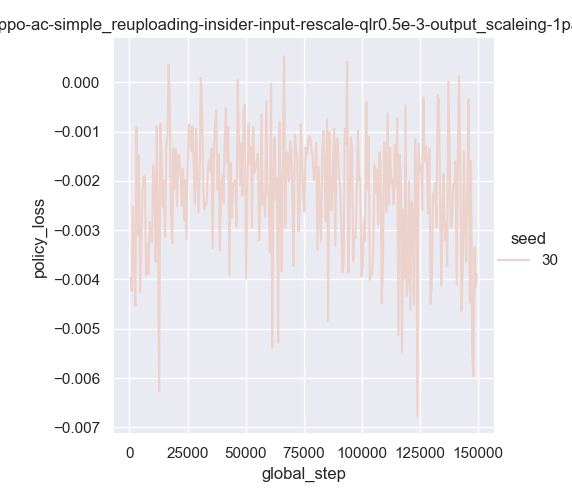 ppo-ac-simple_reuploading-insider-input-rescale-qlr0.5e-3-output_scaleing-1p
policy_loss
0.000
−0.001
−0.002
−0.003
−0.004
−0.005
−0.006
−0.007
0 25000 50000 75000 100000 125000 150000
global_step
seed
30